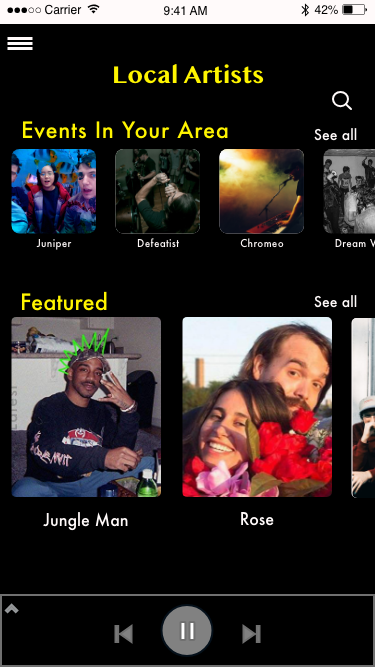 Carrier 9:41 AM 42%
Local Artists
Events In Your Area
See all
Juniper
Defeatist
Chromeo
Dream
Featured
See all
Jungle Man
Rose